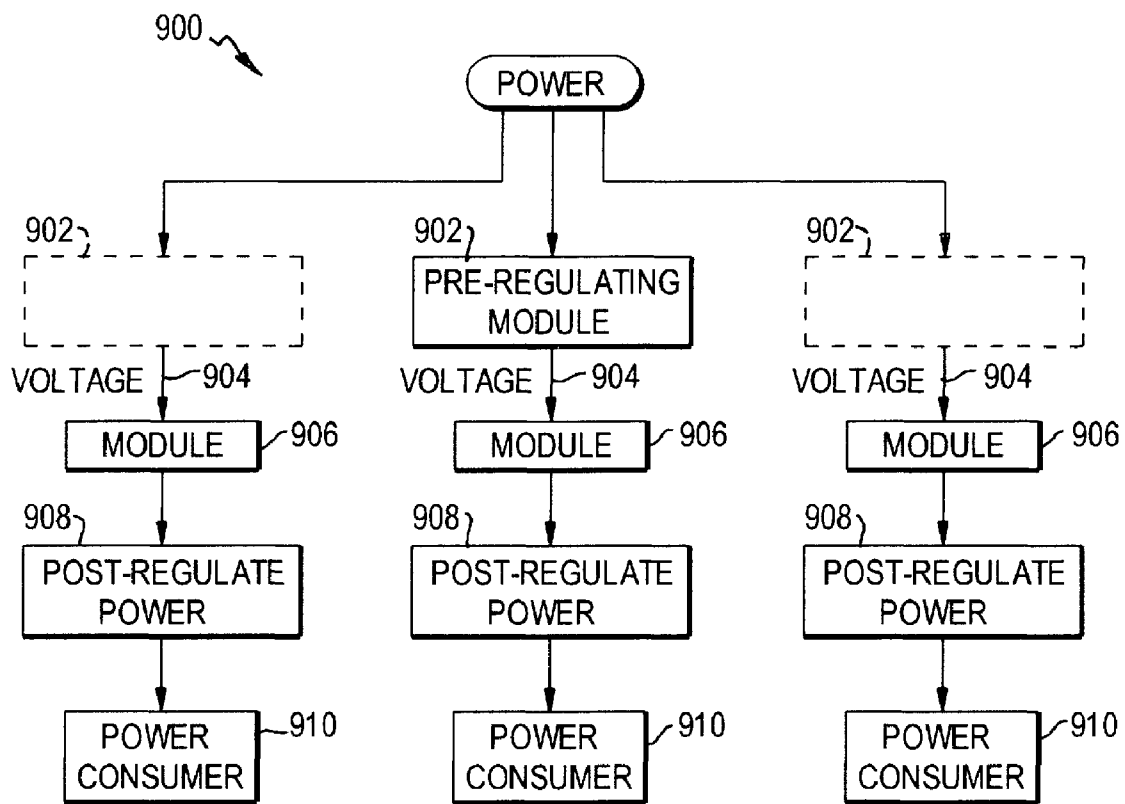 900
POWER
902
902
902
PRE-REGULATING
MODULE
VOLTAGE
904
VOLTAGE
904
VOLTAGE
904
MODULE
906
MODULE
906
MODULE
906
908
908
908
POST-REGULATE
POWER
POST-REGULATE
POWER
POST-REGULATE
POWER
POWER
CONSUMER
910
POWER
CONSUMER
910
POWER
CONSUMER
910